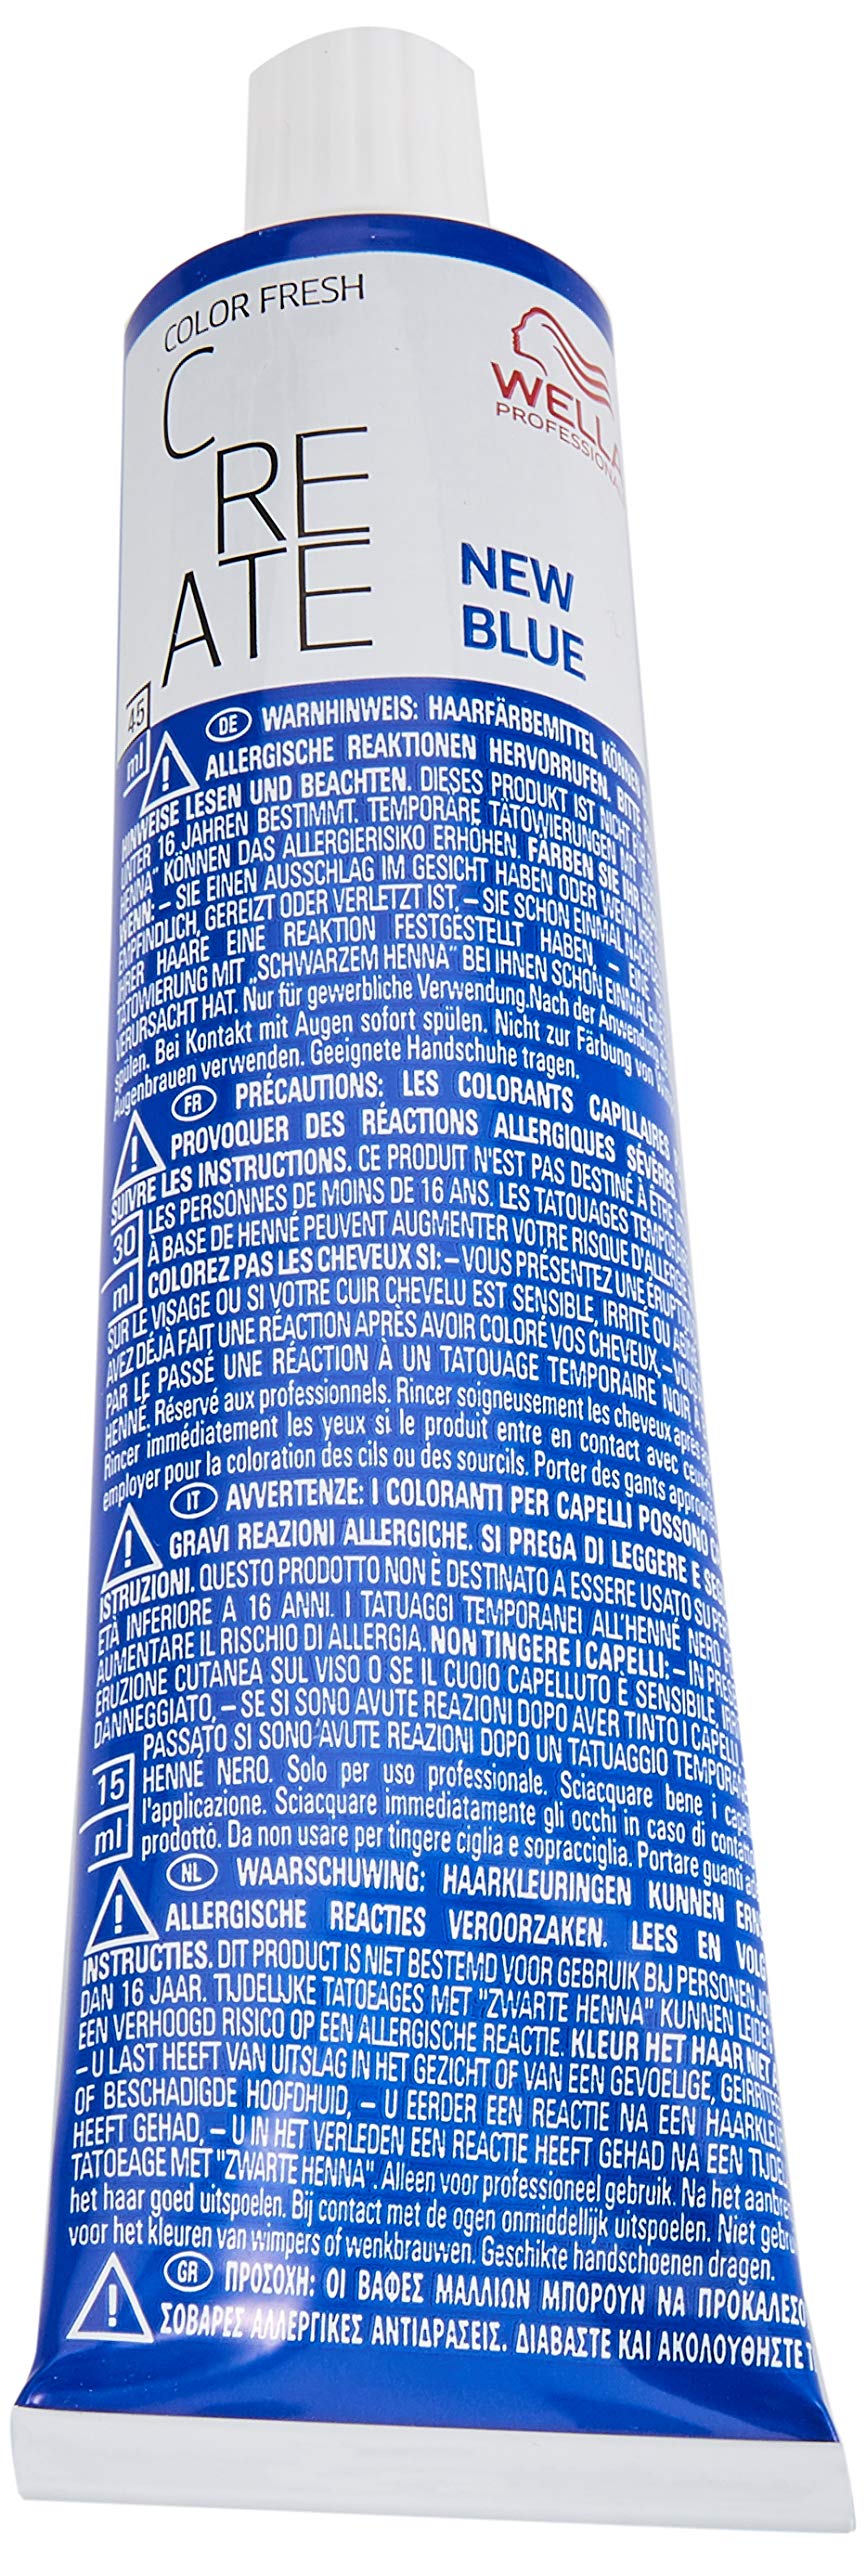 COLOR FRESH
C
RE
ATE
WELLA
PROFESSIONAL
NEW
BLUE
45
ml
DE WARNHINWEIS: HAARFÄRBEMITTEL KÖNNEN
ALLERGISCHE REAKTIONEN HERVORRUFEN. BITTE
HINWEISE LESEN UND BEACHTEN. DIESES PRODUKT IST NICHT
UNTER 16 JAHREN BESTIMMT. TEMPORÄRE TÄTOWIERUNGEN MIT
HENNA" KÖNNEN DAS ALLERGIERISIKO ERHÖHEN. FÄRBEN SIE IHR
WENN: – SIE EINEN AUSSCHLAG IM GESICHT HABEN ODER WENN
EMPFINDLICH, GEREIZT ODER VERLETZT IST. – SIE SCHON EINMAL
IHRER HAARE EINE REAKTION FESTGESTELLT HABEN. – EINE
TÄTOWIERUNG MIT „SCHWARZEM HENNA" BEI IHNEN SCHON EINMAL
VERURSACHT HAT. Nur für gewerbliche Verwendung.Nach der Anwendung
spülen. Bei Kontakt mit Augen sofort spülen. Nicht zur Färbung von
Augenbrauen verwenden. Geeignete Handschuhe tragen.
FR PRÉCAUTIONS: LES COLORANTS CAPILLAIRES
PROVOQUER DES RÉACTIONS ALLERGIQUES SÉVÈRES.
SUIVRE LES INSTRUCTIONS. CE PRODUIT N'EST PAS DESTINÉ À ÊTRE
LES PERSONNES DE MOINS DE 16 ANS. LES TATOUAGES
30
ml
À BASE DE HENNÉ PEUVENT AUGMENTER VOTRE RISQUE D'ALLERGIE
COLOREZ PAS LES CHEVEUX SI: – VOUS PRÉSENTEZ UNE
SUR LE VISAGE OU SI VOTRE CUIR CHEVELU EST SENSIBLE, IRRITÉ OU
AVEZ DÉJÀ FAIT UNE RÉACTION APRÈS AVOIR COLORÉ VOS CHEVEUX –
PAR LE PASSÉ UNE RÉACTION À UN TATOUAGE TEMPORAIRE NOIR À
HENNÉ. Réservé aux professionnels. Rincer soigneusement les cheveux
Rincer immédiatement les yeux si le produit entre en contact avec
employer pour la coloration des cils ou des sourcils. Porter des gants
IT AVVERTENZE: I COLORANTI PER CAPELLI POSSONO
GRAVI REAZIONI ALLERGICHE. SI PREGA DI LEGGERE E
ISTRUZIONI. QUESTO PRODOTTO NON È DESTINATO A ESSERE USATO SU
ETÀ INFERIORE A 16 ANNI. I TATUAGGI TEMPORANEI ALL'HENNÉ NERO
AUMENTARE IL RISCHIO DI ALLERGIA. NON TINGERE I CAPELLI: – IN
ERUZIONE CUTANEA SUL VISO O SE IL CUOIO CAPELLUTO È SENSIBILE,
DANNEGGIATO, – SE SI SONO AVUTE REAZIONI DOPO AVER TINTO I CAPELLI
PASSATO SI SONO AVUTE REAZIONI DOPO UN TATUAGGIO
15
ml
HENNÉ NERO. Solo per uso professionale. Sciacquare bene i
l'applicazione. Sciacquare immediatamente gli occhi in caso di contatto
prodotto. Da non usare per tingere ciglia e sopracciglia. Portare guanti
NL WAARSCHUWING: HAARKLEURINGEN KUNNEN
ALLERGISCHE REACTIES VEROORZAKEN. LEES EN
INSTRUCTIES. DIT PRODUCT IS NIET BESTEMD VOOR GEBRUIK BIJ PERSONEN
DAN 16 JAAR. TIJDELIJKE TATOEAGES MET "ZWARTE HENNA" KUNNEN LEIDEN
EEN VERHOOGD RISICO OP EEN ALLERGISCHE REACTIE. KLEUR HET HAAR NIET
– U LAST HEEFT VAN UITSLAG IN HET GEZICHT OF VAN EEN GEVOELIGE,
OF BESCHADIGDE HOOFDHUID, – U EERDER EEN REACTIE NA EEN
HEEFT GEHAD, – U IN HET VERLEDEN EEN REACTIE HEEFT GEHAD NA EEN
TATOEAGE MET "ZWARTE HENNA". Alleen voor professioneel gebruik. Na het
het haar goed uitspoelen. Bij contact met de ogen onmiddellijk uitspoelen. Niet
voor het kleuren van wimpers of wenkbrauwen. Geschikte handschoenen dragen.
GR ΠΡΟΣΟΧΗ: ΟΙ ΒΑΦΕΣ ΜΑΛΛΙΩΝ ΜΠΟΡΟΥΝ ΝΑ
ΣΟΒΑΡΕΣ ΑΛΛΕΡΓΙΚΕΣ ΑΝΤΙΔΡΑΣΕΙΣ. ΔΙΑΒΑΣΤΕ ΚΑΙ ΑΚΟΛΟΥΘΗΣΤΕ